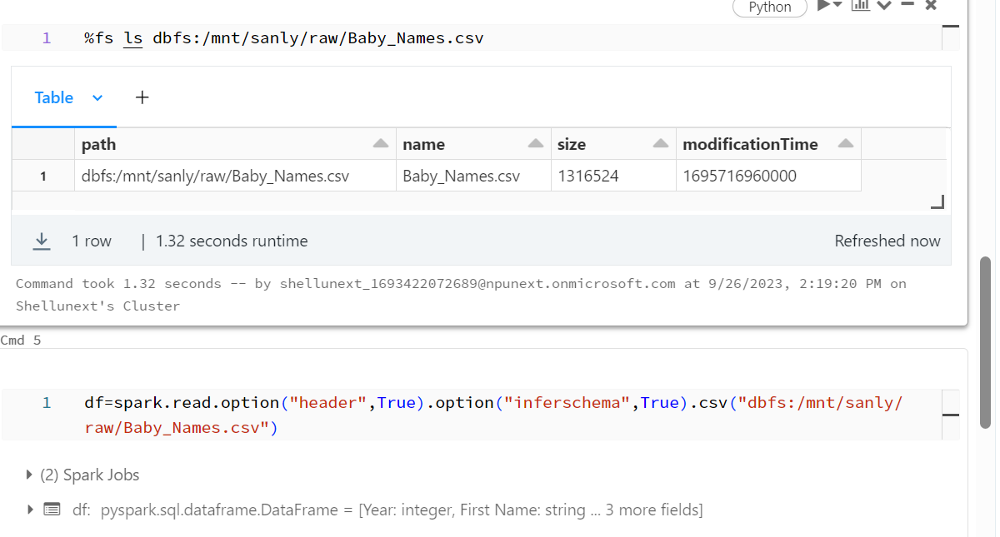 Python
1 %fs ls dbfs:/mnt/sanly/raw/Baby_Names.csv
Table
path name size modificationTime
1 dbfs:/mnt/sanly/raw/Baby_Names.csv Baby_Names.csv 1316524 1695716960000
1 row | 1.32 seconds runtime Refreshed now
Command took 1.32 seconds -- by shellunext_1693422072689@npunext.onmicrosoft.com at 9/26/2023, 2:19:20 PM on
Shellunext's Cluster
Cmd 5
1 df=spark.read.option("header",True).option("inferschema",True).csv("dbfs:/mnt/sanly/
raw/Baby_Names.csv")
(2) Spark Jobs
df: pyspark.sql.dataframe.DataFrame = [Year: integer, First Name: string ... 3 more fields]